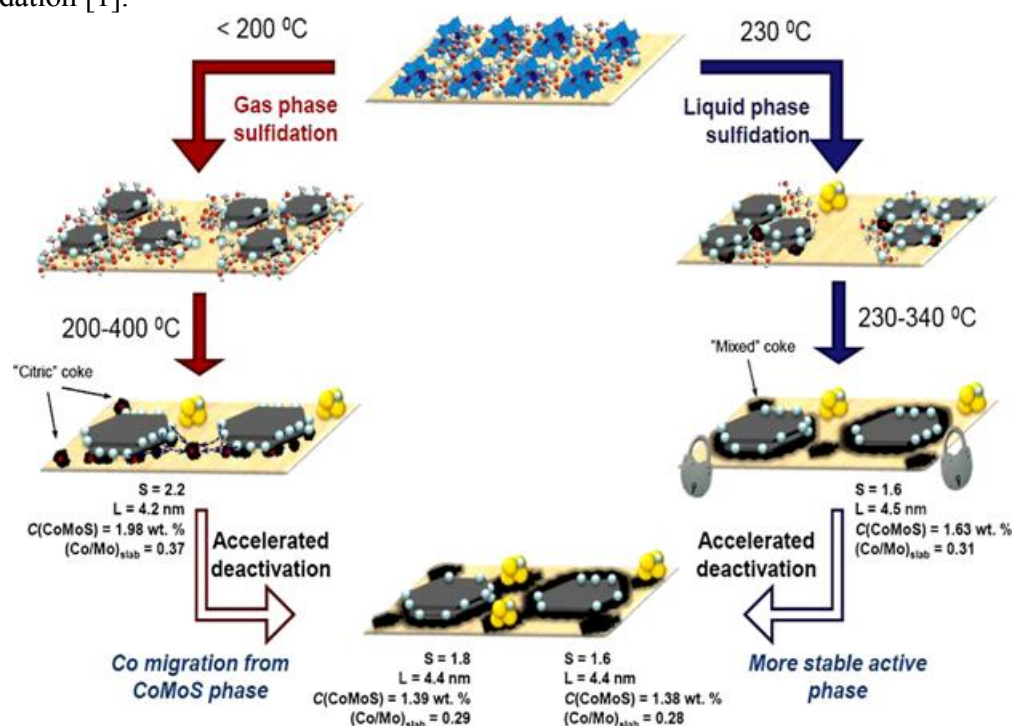 dation [1].
< 200 ⁰C
230 ⁰C
Gas phase
sulfidation
Liquid phase
sulfidation
200-400 ⁰C
230-340 ⁰C
"Citric" coke
"Mixed" coke
S = 2.2
L = 4.2 nm
C(CoMoS) = 1.98 wt. %
(Co/Mo)slab = 0.37
S = 1.6
L = 4.5 nm
C(CoMoS) = 1.63 wt. %
(Co/Mo)slab = 0.31
Accelerated
deactivation
Accelerated
deactivation
Co migration from
CoMoS phase
S = 1.8
L = 4.4 nm
C(CoMoS) = 1.39 wt. %
(Co/Mo)slab = 0.29
S = 1.6
L = 4.4 nm
C(CoMoS) = 1.38 wt. %
(Co/Mo)slab = 0.28
More stable active
phase